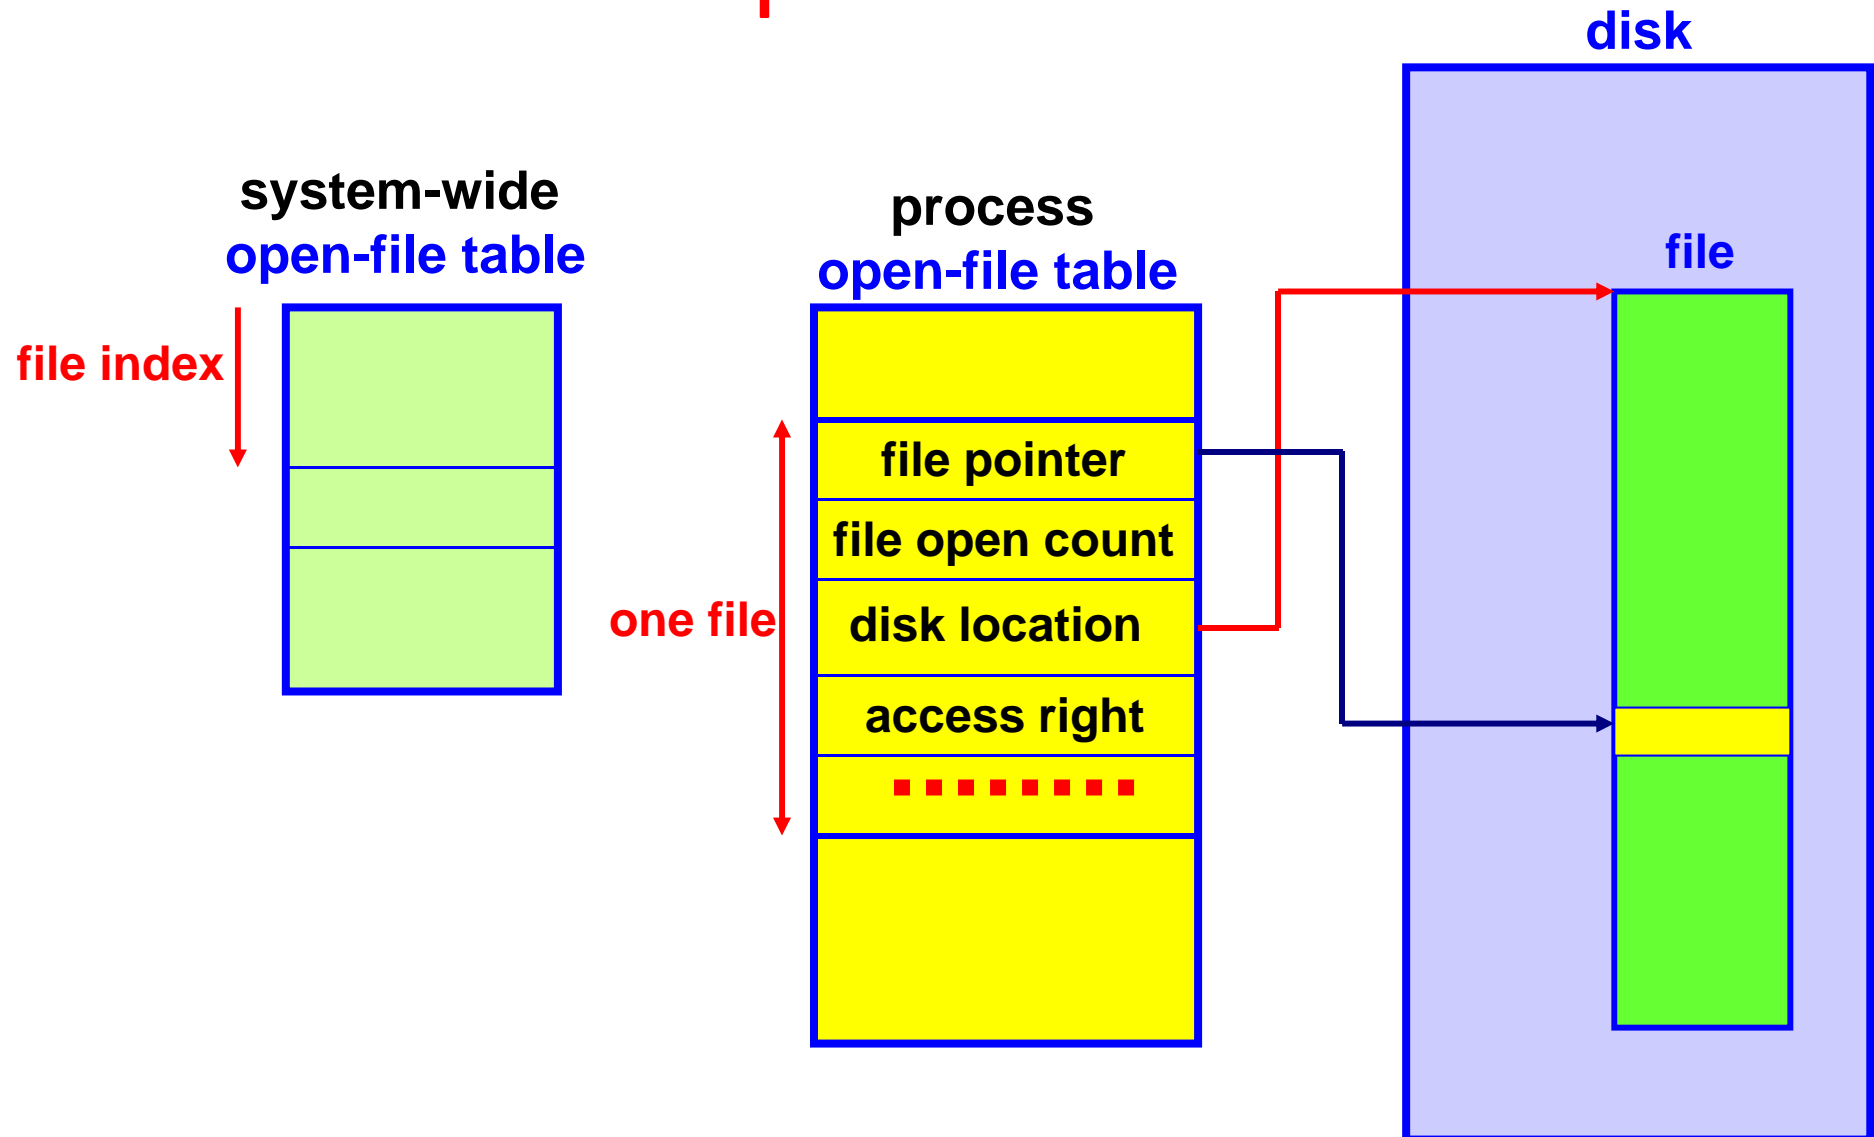 disk
system-wide
open-file table
process
open-file table
file
file index
file pointer
file open count
one file
disk location
access right